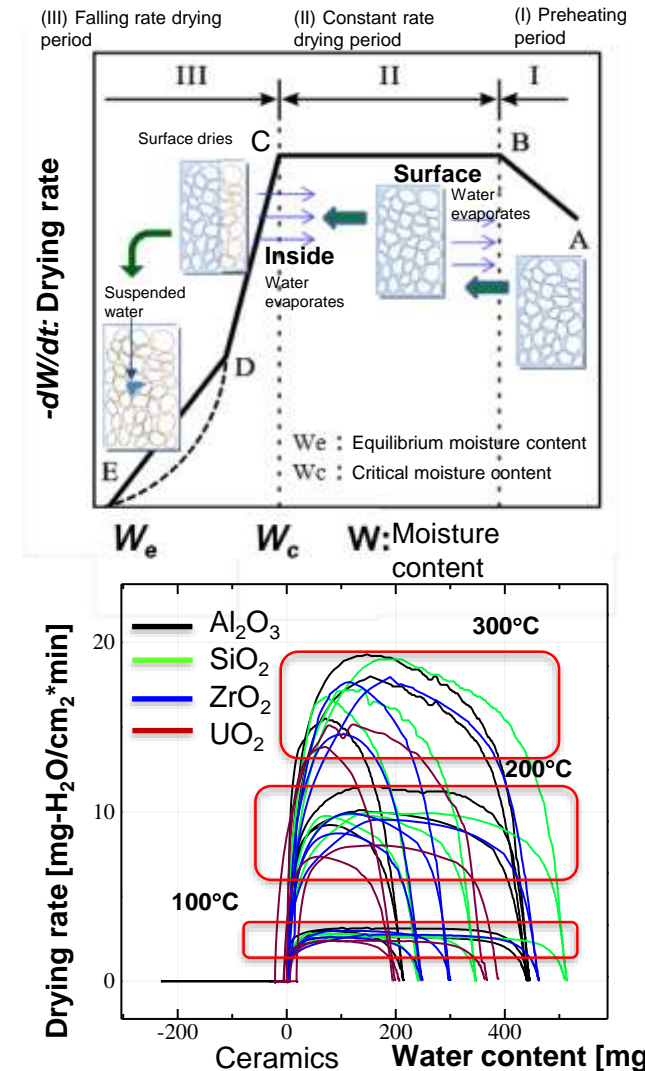 (III) Falling rate drying
period
(II) Constant rate
drying period
(I) Preheating
period
III
II
I
Surface dries
C
B
Surface
Water
evaporates
A
Inside
Water
evaporates
Suspended
water
D
E
We : Equilibrium moisture content
Wc : Critical moisture content
-dW/dt: Drying rate
We
Wc
W: Moisture
content
Al2O3
SiO2
ZrO2
UO2
300°C
200°C
100°C
20
10
0
Drying rate [mg-H2O/cm2*min]
-200
0
200
400
Ceramics
Water content [mg